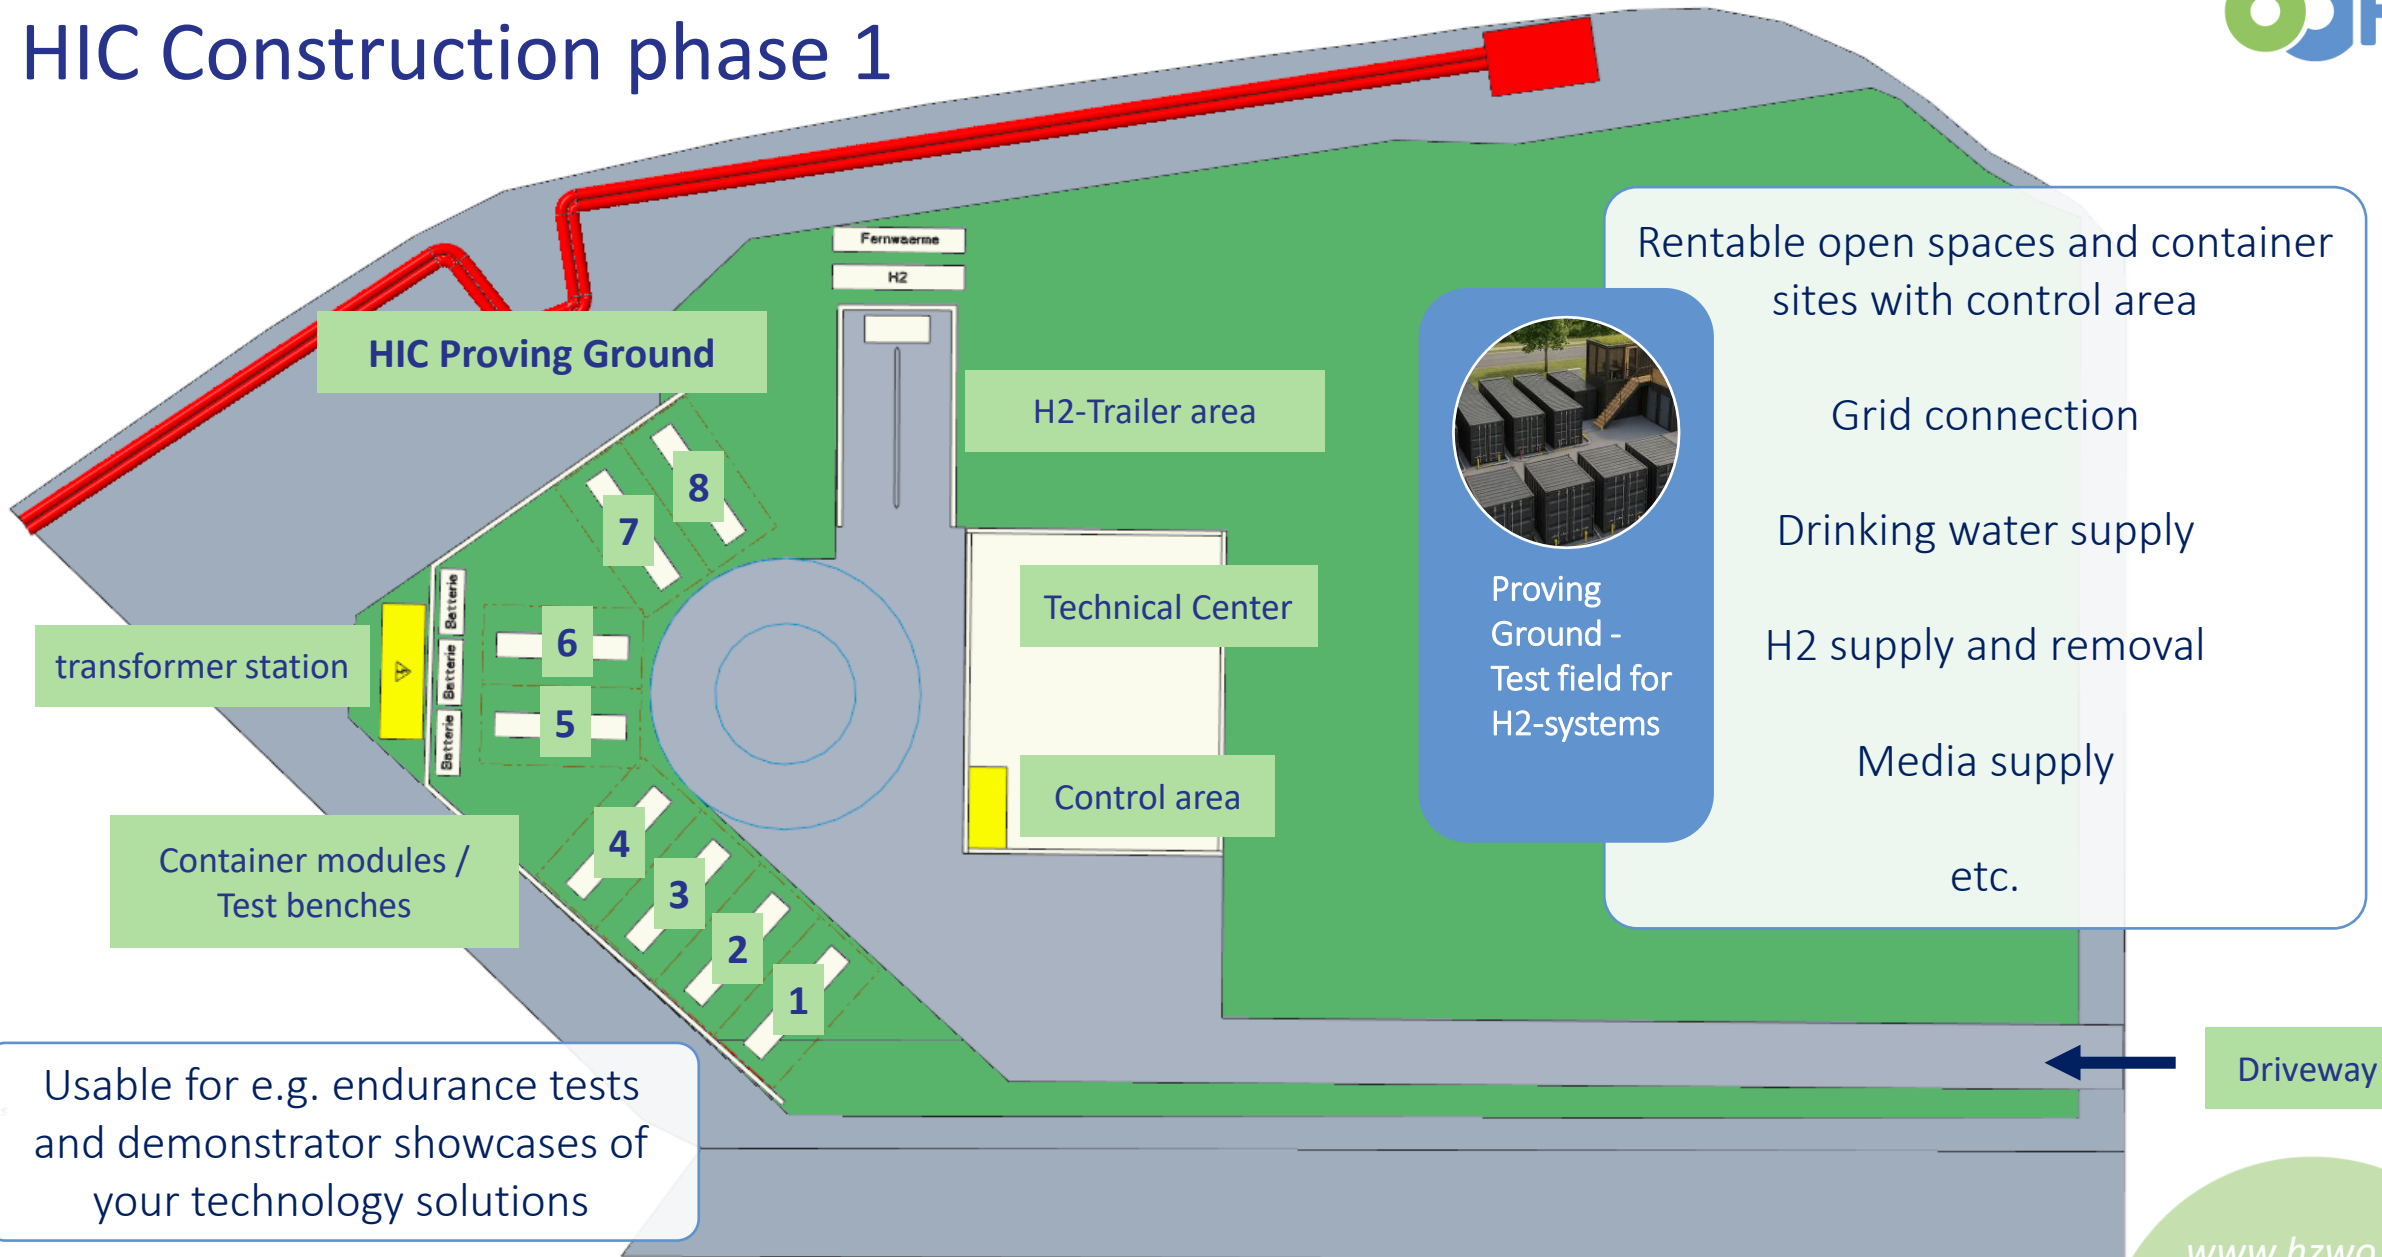 HIC Construction phase 1
Fernwaerme
H2
HIC Proving Ground
H2-Trailer area
8
7
6
5
4
3
2
1
Batterie
Batterie
Batterie
transformer station
Technical Center
Control area
Container modules /
Test benches
Proving
Ground -
Test field for
H2-systems
Rentable open spaces and container
sites with control area
Grid connection
Drinking water supply
H2 supply and removal
Media supply
etc.
Driveway
Usable for e.g. endurance tests
and demonstrator showcases of
your technology solutions
www.hzwo